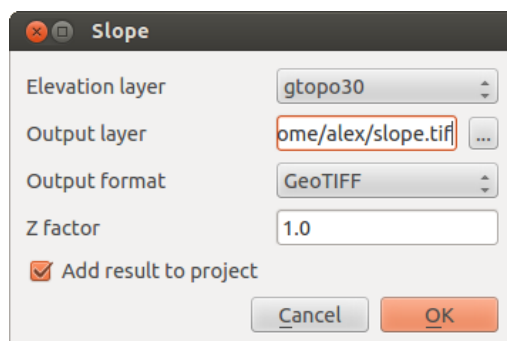 Slope
Elevation layer gtopo30
Output layer ome/alex/slope.tif ...
Output format GeoTIFF
Z factor 1.0
Add result to project
Cancel OK